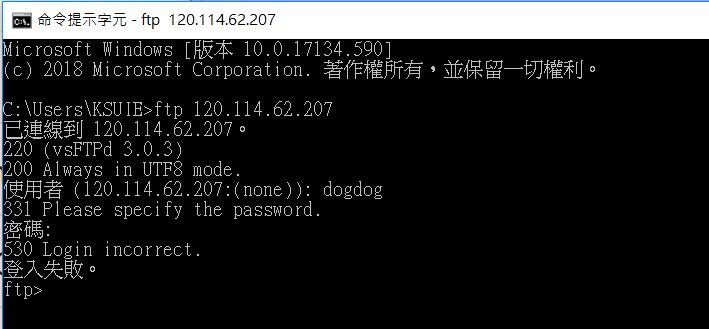 命令提示字元 - ftp 120.114.62.207
Microsoft Windows [版本 10.0.17134.590]
(c) 2018 Microsoft Corporation. 著作權所有，並保留一切權利。
C:\Users\KSUIE>ftp 120.114.62.207
已連線到 120.114.62.207。
220 (vsFTPd 3.0.3)
200 Always in UTF8 mode.
使用者 (120.114.62.207:(none)): dogdog
331 Please specify the password.
密碼:
530 Login incorrect.
登入失敗。
ftp>